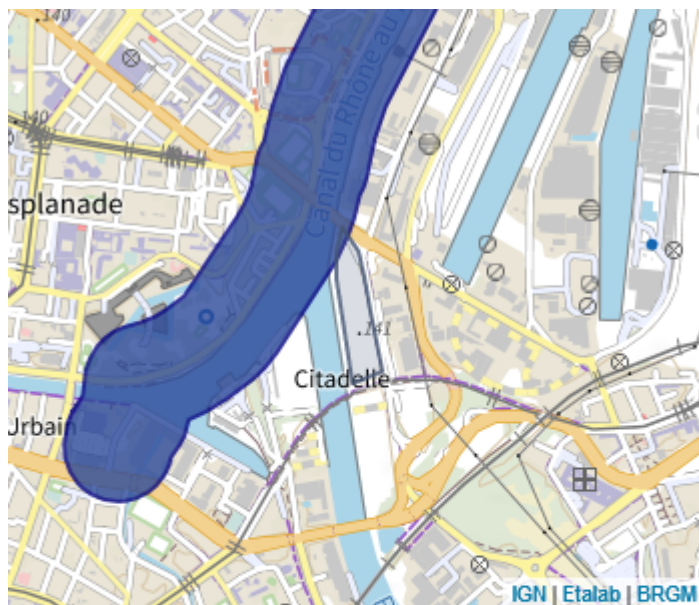 140
Canal du Rhône au
140
splanade
141
Citadelle
Urbain
IGN | Etalab | BRGM